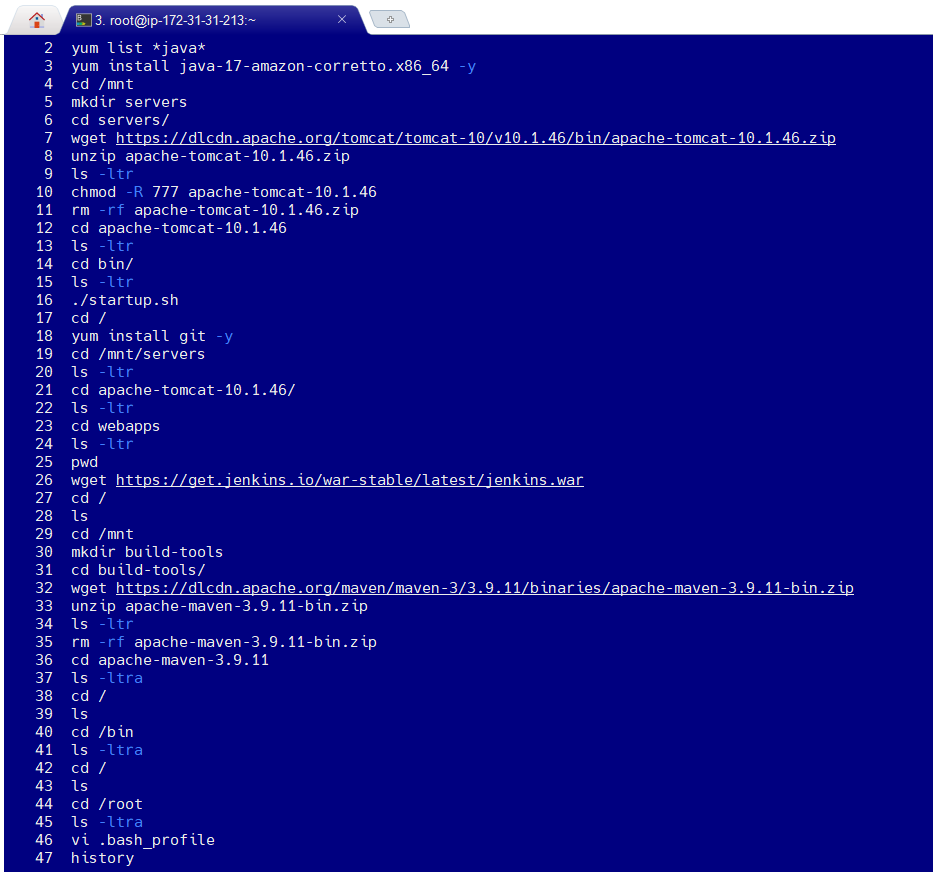 3. root@ip-172-31-31-213:~
2 yum list *java*
3 yum install java-17-amazon-corretto.x86_64 -y
4 cd /mnt
5 mkdir servers
6 cd servers/
7 wget https://dlcdn.apache.org/tomcat/tomcat-10/v10.1.46/bin/apache-tomcat-10.1.46.zip
8 unzip apache-tomcat-10.1.46.zip
9 ls -ltr
10 chmod -R 777 apache-tomcat-10.1.46
11 rm -rf apache-tomcat-10.1.46.zip
12 cd apache-tomcat-10.1.46
13 ls -ltr
14 cd bin/
15 ls -ltr
16 ./startup.sh
17 cd /
18 yum install git -y
19 cd /mnt/servers
20 ls -ltr
21 cd apache-tomcat-10.1.46/
22 ls -ltr
23 cd webapps
24 ls -ltr
25 pwd
26 wget https://get.jenkins.io/war-stable/latest/jenkins.war
27 cd /
28 ls
29 cd /mnt
30 mkdir build-tools
31 cd build-tools/
32 wget https://dlcdn.apache.org/maven/maven-3/3.9.11/binaries/apache-maven-3.9.11-bin.zip
33 unzip apache-maven-3.9.11-bin.zip
34 ls -ltr
35 rm -rf apache-maven-3.9.11-bin.zip
36 cd apache-maven-3.9.11
37 ls -ltra
38 cd /
39 ls
40 cd /bin
41 ls -ltra
42 cd /
43 ls
44 cd /root
45 ls -ltra
46 vi .bash_profile
47 history